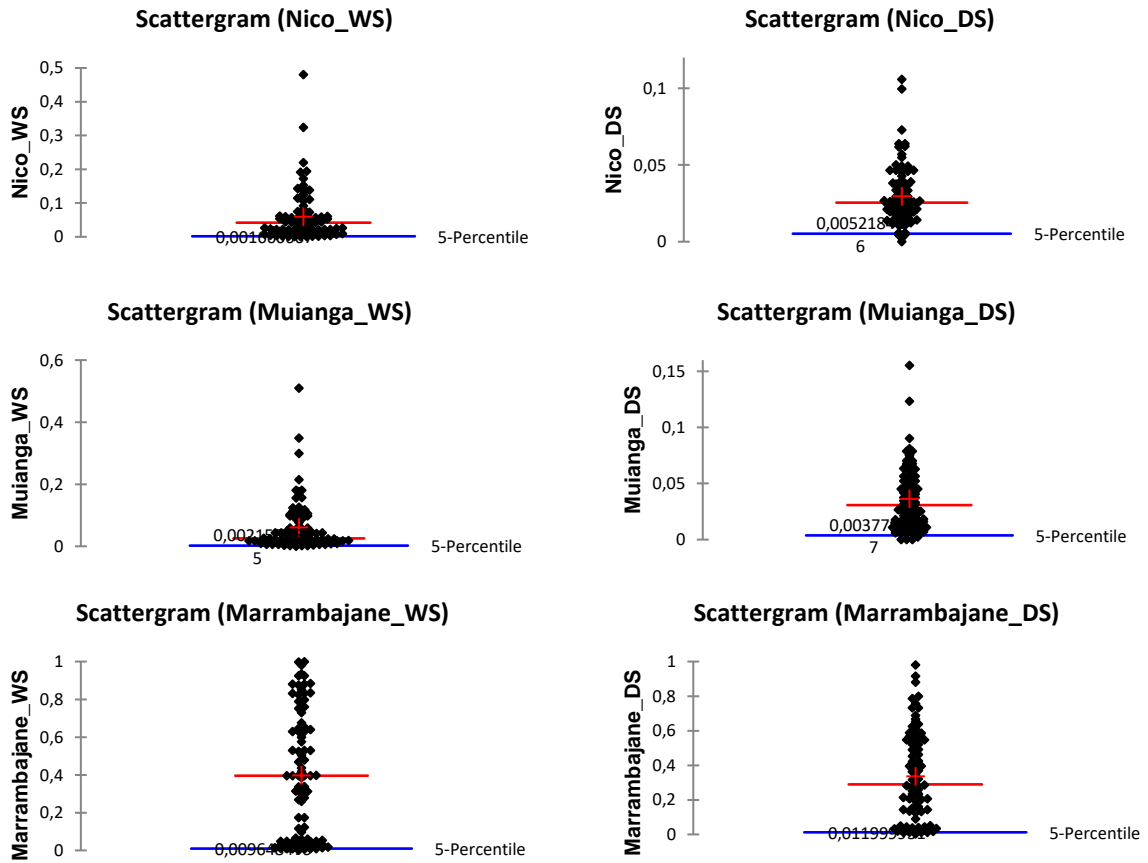 Scattergram (Nico_WS)
0,5
0,4
0,3
0,2
0,1
0
Nico_WS
5-Percentile
Scattergram (Nico_DS)
0,1
0,05
0
Nico_DS
0,005218
6
5-Percentile
Scattergram (Muianga_WS)
0,6
0,4
0,2
0
Muianga_WS
5
5-Percentile
Scattergram (Muianga_DS)
0,15
0,1
0,05
0
Muianga_DS
0,00377
7
5-Percentile
Scattergram (Marrambajane_WS)
1
0,8
0,6
0,4
0,2
0
Marrambajane_WS
5-Percentile
Scattergram (Marrambajane_DS)
1
0,8
0,6
0,4
0,2
0
Marrambajane_DS
5-Percentile